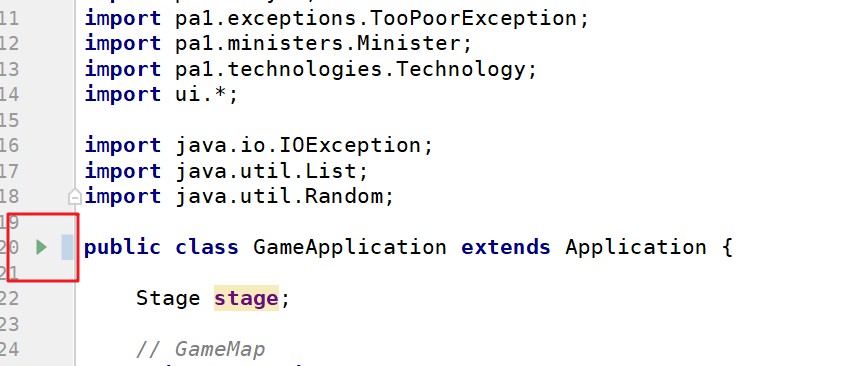 11 import pa1.exceptions.TooPoorException;
12 import pa1.ministers.Minister;
13 import pa1.technologies.Technology;
14 import ui.*;
15
16 import java.io.IOException;
17 import java.util.List;
18 import java.util.Random;
19
20 public class GameApplication extends Application {
21
22 Stage stage;
23
24 // GameMap